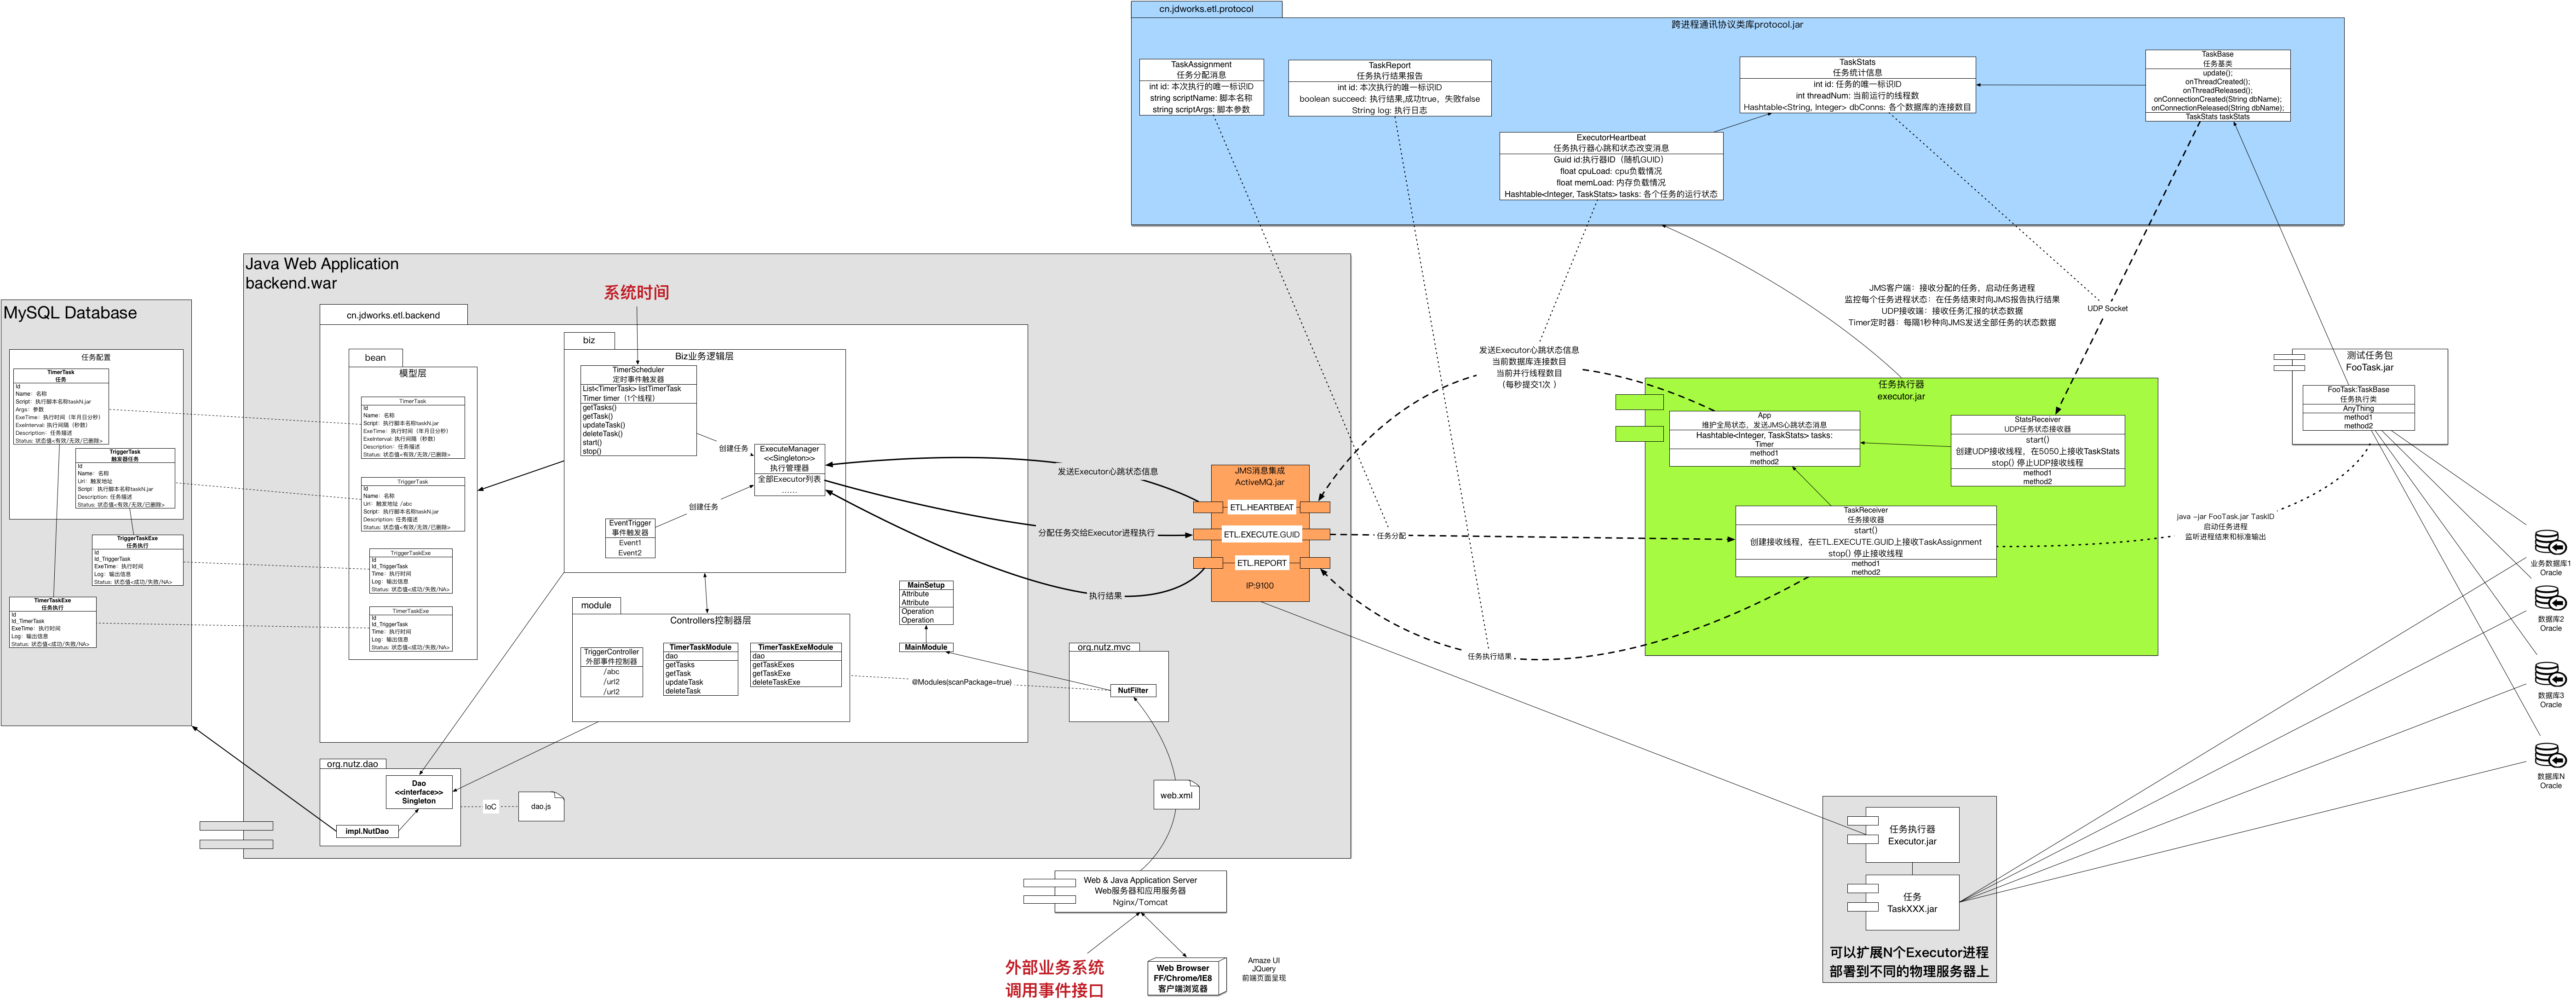 cn.jdworks.etl.protocol
跨进程通讯协议类库protocol.jar
TaskAssignment
任务分配消息
int id: 本次执行的唯一标识ID
string scriptName: 脚本名称
string scriptArgs: 脚本参数
TaskReport
任务执行结果报告
int id: 本次执行的唯一标识ID
boolean succeed: 执行结果,成功true，失败false
String log: 执行日志
TaskStats
任务统计信息
int id: 任务的唯一标识ID
int threadNum: 当前运行的线程数
Hashtable<String, Integer> dbConns: 各个数据库的连接数目
TaskBase
任务基类
update();
onThreadCreated();
onThreadReleased();
onConnectionCreated(String dbName);
onConnectionReleased(String dbName);
TaskStats taskStats
ExecutorHeartbeat
任务执行器心跳和状态改变消息
Guid id:执行器ID（随机GUID）
float cpuLoad: cpu负载情况
float memLoad: 内存负载情况
Hashtable<Integer, TaskStats> tasks: 各个任务的运行状态
Java Web Application
backend.war
系统时间
MySQL Database
任务配置
TimerTask
任务
Id
Name：名称
Script：执行脚本名称taskN.jar
Args：参数
ExeTime：执行时间（年月日分秒）
ExeInterval: 执行间隔（秒数）
Description：任务描述
Status: 状态值<有效/无效/已删除>
TriggerTask
触发器任务
Id
Name：名称
Url：触发地址
Script：执行脚本名称taskN.jar
Description: 任务描述
Status: 状态值<有效/无效/已删除>
TriggerTaskExe
任务执行
Id
Id_TriggerTask
ExeTime：执行时间
Log：输出信息
Status: 状态值<成功/失败/NA>
TimerTaskExe
任务执行
Id
Id_TimerTask
ExeTime：执行时间
Log：输出信息
Status: 状态值<成功/失败/NA>
cn.jdworks.etl.backend
bean
模型层
TimerTask
Id
Name：名称
Script：执行脚本名称taskN.jar
ExeTime：执行时间（年月日分秒）
ExeInterval: 执行间隔（秒数）
Description：任务描述
Status: 状态值<有效/无效/已删除>
TriggerTask
Id
Name：名称
Url：触发地址 /abc
Script：执行脚本名称taskN.jar
Description: 任务描述
Status: 状态值<有效/无效/已删除>
TriggerTaskExe
Id
Id_TriggerTask
Time：执行时间
Log：输出信息
Status: 状态值<成功/失败/NA>
TimerTaskExe
Id
Id_TriggerTask
Time：执行时间
Log：输出信息
Status: 状态值<成功/失败/NA>
biz
Biz业务逻辑层
TimerScheduler
定时事件触发器
List<TimerTask> listTimerTask
Timer timer（1个线程）
getTasks()
getTask()
updateTask()
deleteTask()
start()
stop()
创建任务
ExecuteManager
<<Singleton>>
执行管理器
全部Executor列表
……
创建任务
EventTrigger
事件触发器
Event1
Event2
module
Controllers控制器层
TriggerController
外部事件控制器
/abc
/url2
/url2
TimerTaskModule
dao
getTasks
getTask
updateTask
deleteTask
TimerTaskExeModule
dao
getTaskExes
getTaskExe
deleteTaskExe
MainSetup
Attribute
Attribute
Operation
Operation
MainModule
@Modules(scanPackage=true)
org.nutz.mvc
NutFilter
org.nutz.dao
Dao
<<interface>>
Singleton
impl.NutDao
IoC
dao.js
web.xml
发送Executor心跳状态信息
分配任务交给Executor进程执行
执行结果
JMS消息集成
ActiveMQ.jar
ETL.HEARTBEAT
ETL.EXECUTE.GUID
ETL.REPORT
IP:9100
发送Executor心跳状态信息
当前数据库连接数目
当前并行线程数目
（每秒提交1次 ）
任务分配
任务执行结果
JMS客户端：接收分配的任务，启动任务进程
监控每个任务进程状态：在任务结束时向JMS报告执行结果
UDP接收端：接收任务汇报的状态数据
Timer定时器：每隔1秒种向JMS发送全部任务的状态数据
UDP Socket
任务执行器
executor.jar
App
维护全局状态，发送JMS心跳状态消息
Hashtable<Integer, TaskStats> tasks:
Timer
method1
method2
StatsReceiver
UDP任务状态接收器
start()
创建UDP接收线程，在5050上接收TaskStats
stop() 停止UDP接收线程
method1
method2
TaskReceiver
任务接收器
start()
创建接收线程，在ETL.EXECUTE.GUID上接收TaskAssignment
stop() 停止接收线程
method1
method2
测试任务包
FooTask.jar
FooTask:TaskBase
任务执行类
AnyThing
method1
method2
java -jar FooTask.jar TaskID
启动任务进程
监听进程结束和标准输出
业务数据库1
Oracle
数据库2
Oracle
数据库3
Oracle
数据库N
Oracle
任务执行器
Executor.jar
任务
TaskXXX.jar
可以扩展N个Executor进程
部署到不同的物理服务器上
Web & Java Application Server
Web服务器和应用服务器
Nginx/Tomcat
外部业务系统
调用事件接口
Web Browser
FF/Chrome/IE8
客户端浏览器
Amaze UI
JQuery
前端页面呈现